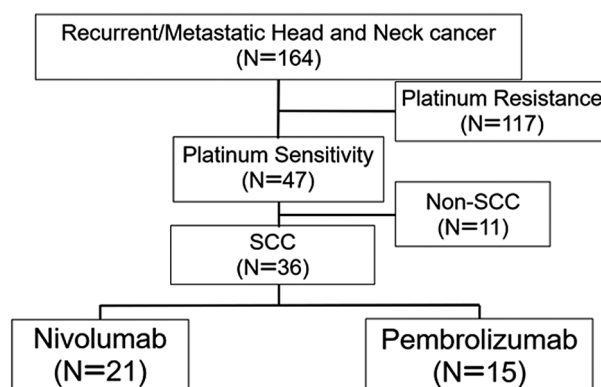 Recurrent/Metastatic Head and Neck cancer
(N=164)
Platinum Resistance
(N=117)
Platinum Sensitivity
(N=47)
Non-SCC
(N=11)
SCC
(N=36)
Nivolumab
(N=21)
Pembrolizumab
(N=15)